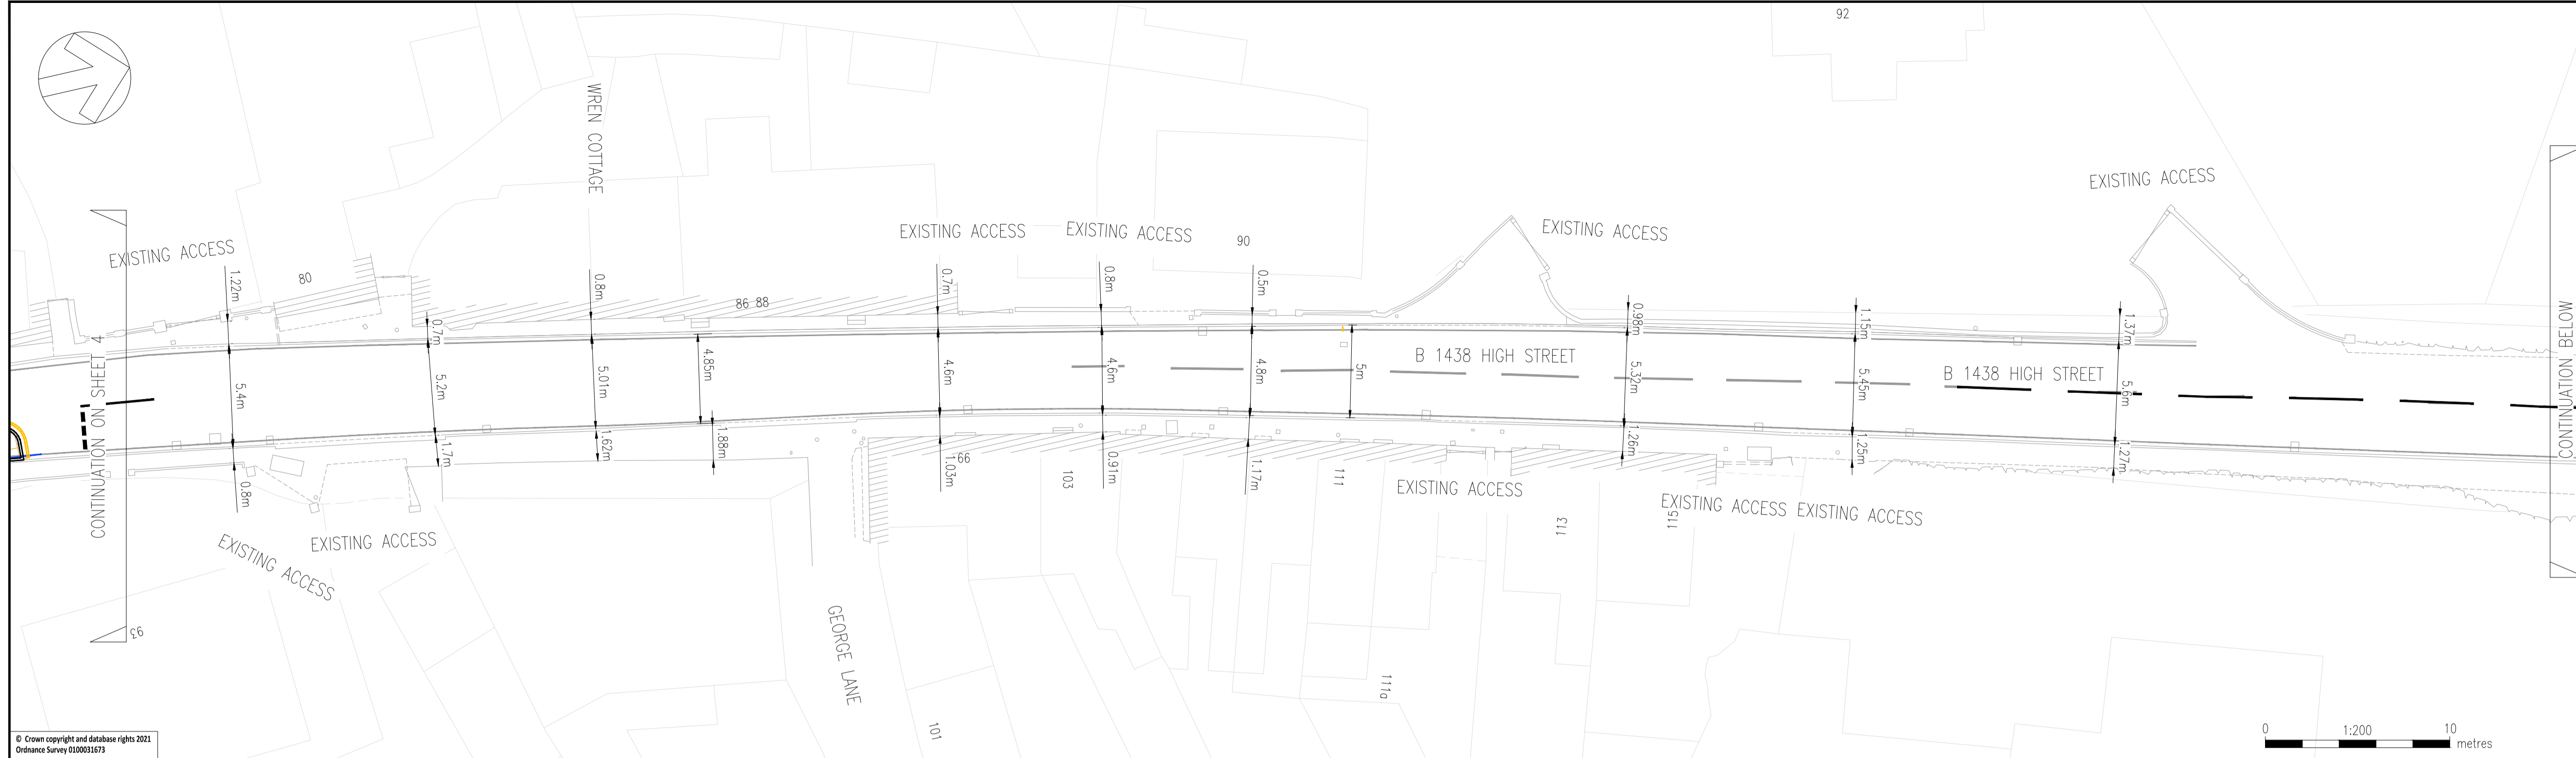 92
WREN COTTAGE
EXISTING ACCESS
EXISTING ACCESS
EXISTING ACCESS
EXISTING ACCESS
90
EXISTING ACCESS
EXISTING ACCESS
80
86 88
1.22m
0.7m
0.8m
0.7m
0.8m
0.5m
0.98m
1.15m
1.37m
CONTINUATION ON SHEET 4
5.4m
5.2m
5.01m
4.85m
4.6m
4.6m
4.8m
5m
B 1438 HIGH STREET
5.32m
5.45m
B 1438 HIGH STREET
5.6m
CONTINUATION BELOW
0.8m
1.7m
1.62m
1.88m
1.03m
99
0.91m
1.17m
1.26m
1.25m
1.27m
103
111
EXISTING ACCESS
113
115
EXISTING ACCESS EXISTING ACCESS
EXISTING ACCESS
EXISTING ACCESS
93
GEORGE LANE
101
111a
© Crown copyright and database rights 2021
Ordnance Survey 0100031673
0 1:200 10
metres